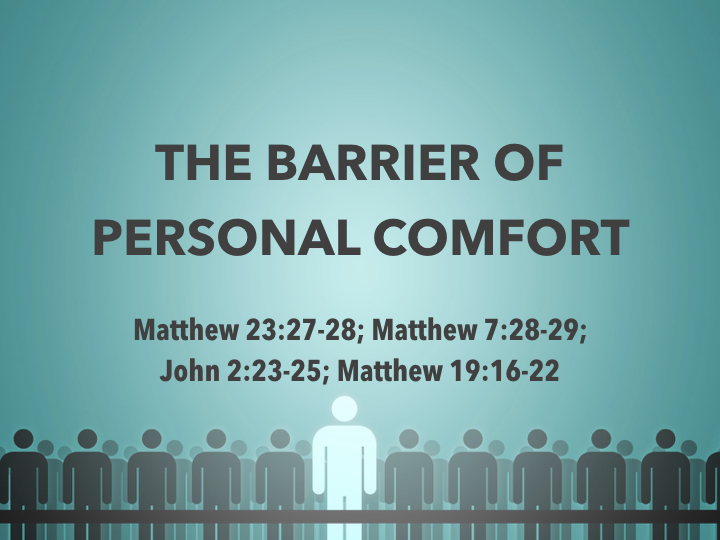 THE BARRIER OF
PERSONAL COMFORT
Matthew 23:27-28; Matthew 7:28-29;
John 2:23-25; Matthew 19:16-22